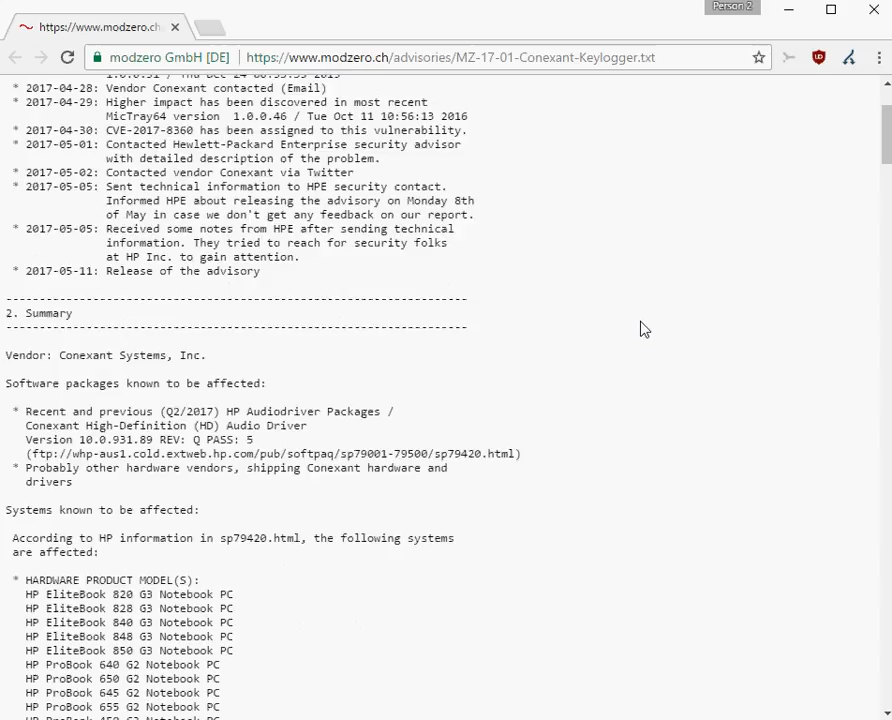 Person 2
https://www.modzero.ch
modzero GmbH [DE]
https://www.modzero.ch/advisories/MZ-17-01-Conexant-Keylogger.txt
* 2017-04-28: Vendor Conexant contacted (Email)
* 2017-04-29: Higher impact has been discovered in most recent
MicTray64 version  1.0.0.46 / Tue Oct 11 10:56:13 2016
* 2017-04-30: CVE-2017-8360 has been assigned to this vulnerability.
* 2017-05-01: Contacted Hewlett-Packard Enterprise security advisor
with detailed description of the problem.
* 2017-05-02: Contacted vendor Conexant via Twitter
* 2017-05-05: Sent technical information to HPE security contact.
Informed HPE about releasing the advisory on Monday 8th
of May in case we don't get any feedback on our report.
* 2017-05-05: Received some notes from HPE after sending technical
information. They tried to reach for security folks
at HP Inc. to gain attention.
* 2017-05-11: Release of the advisory
----------------------------------------------------------------------
2. Summary
----------------------------------------------------------------------
Vendor: Conexant Systems, Inc.
Software packages known to be affected:
* Recent and previous (Q2/2017) HP Audiodriver Packages /
Conexant High-Definition (HD) Audio Driver
Version 10.0.931.89 REV: Q PASS: 5
(ftp://whp-aus1.cold.extweb.hp.com/pub/softpaq/sp79001-79500/sp79420.html)
* Probably other hardware vendors, shipping Conexant hardware and
drivers
Systems known to be affected:
According to HP information in sp79420.html, the following systems
are affected:
* HARDWARE PRODUCT MODEL(S):
HP EliteBook 820 G3 Notebook PC
HP EliteBook 828 G3 Notebook PC
HP EliteBook 840 G3 Notebook PC
HP EliteBook 848 G3 Notebook PC
HP EliteBook 850 G3 Notebook PC
HP ProBook 640 G2 Notebook PC
HP ProBook 650 G2 Notebook PC
HP ProBook 645 G2 Notebook PC
HP ProBook 655 G2 Notebook PC